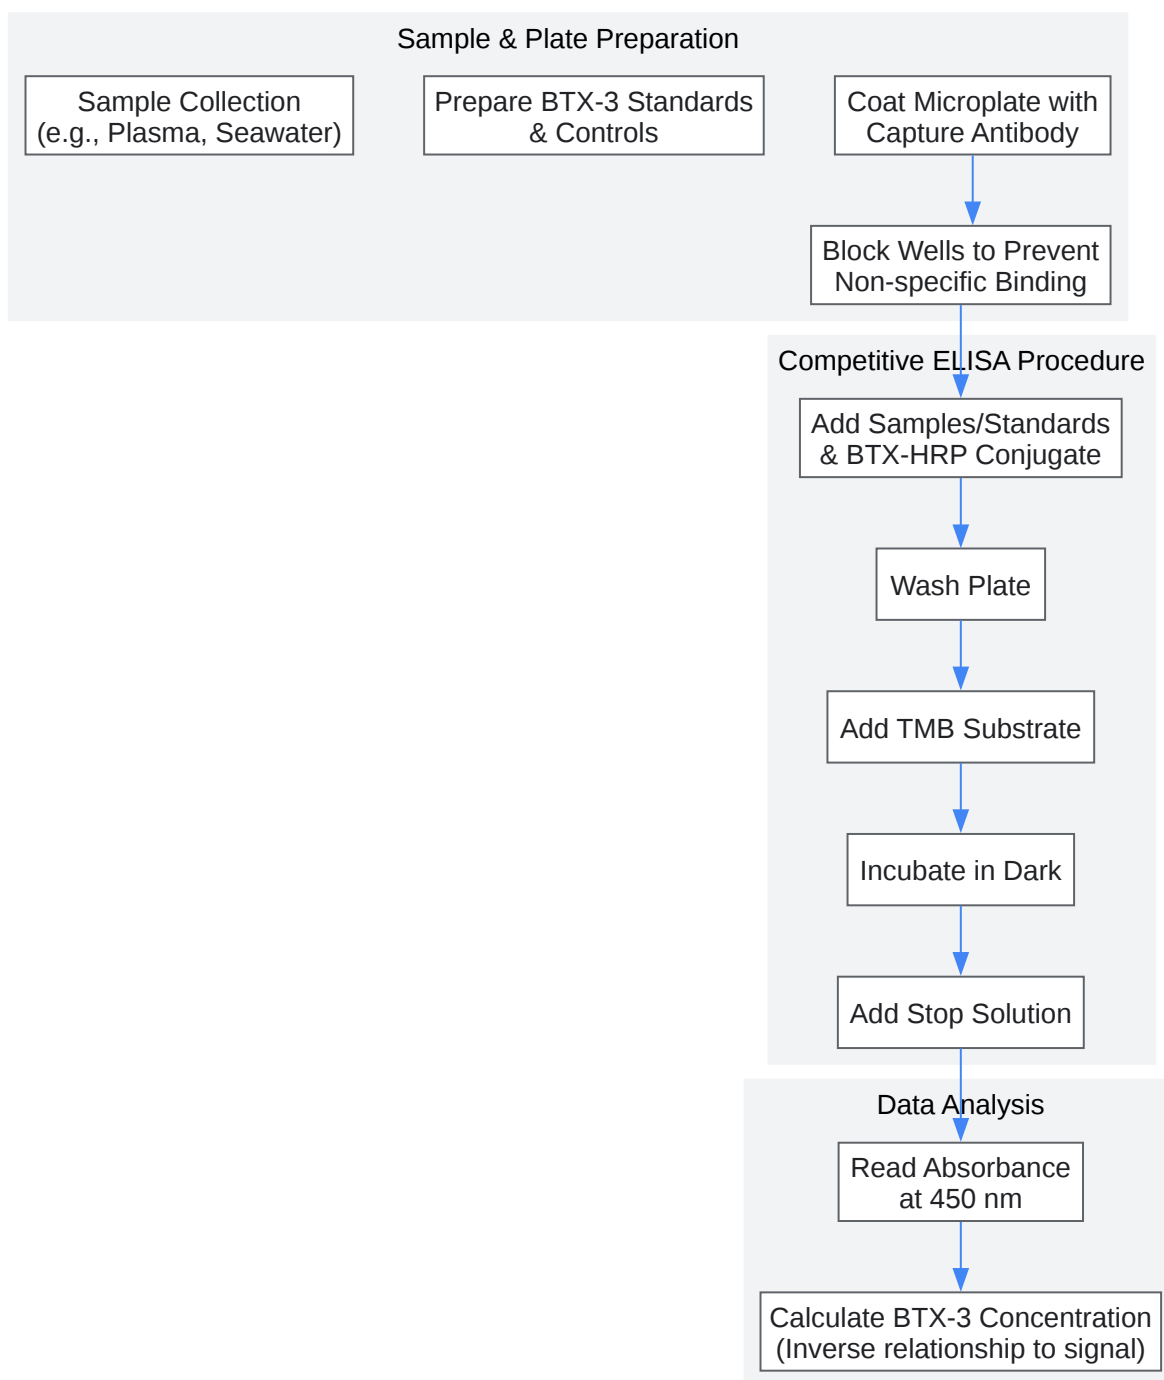 Sample & Plate Preparation
Sample Collection
(e.g., Plasma, Seawater)
Prepare BTX-3 Standards
& Controls
Coat Microplate with
Capture Antibody
Block Wells to Prevent
Non-specific Binding
Competitive ELISA Procedure
Add Samples/Standards
& BTX-HRP Conjugate
Wash Plate
Add TMB Substrate
Incubate in Dark
Add Stop Solution
Data Analysis
Read Absorbance
at 450 nm
Calculate BTX-3 Concentration
(Inverse relationship to signal)